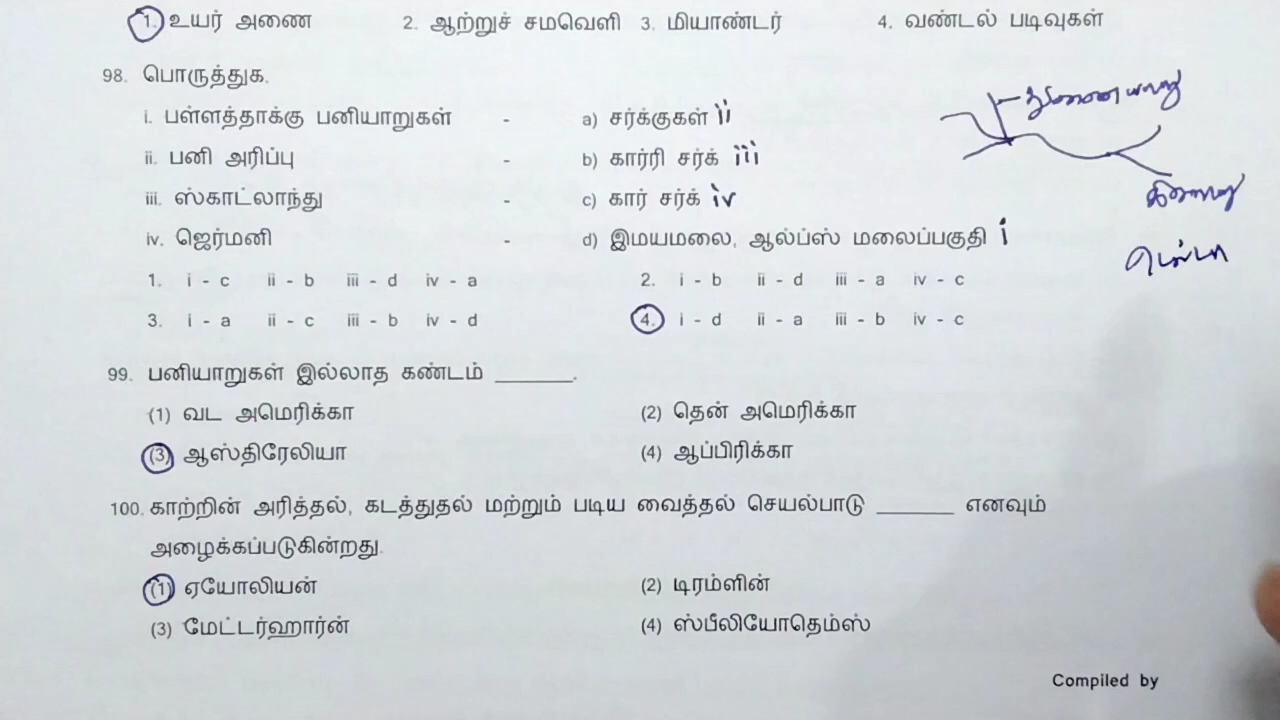 1. உயர் அணை 2. ஆற்றுச் சமவெளி 3. மியாண்டர் 4. வண்டல் படிவுகள்
98. பொருத்துக.
i. பள்ளத்தாக்கு பனியாறுகள் - a) சர்க்குகள் ii
ii. பனி அரிப்பு - b) கார்ரி சர்க் iii
iii. ஸ்காட்லாந்து - c) கார் சர்க் iv
iv. ஜெர்மனி - d) இமயமலை, ஆல்ப்ஸ் மலைப்பகுதி i
துணையாறு
கிளையாறு
டெல்டா
1. i - c ii - b iii - d iv - a 2. i - b ii - d iii - a iv - c
3. i - a ii - c iii - b iv - d 4. i - d ii - a iii - b iv - c
99. பனியாறுகள் இல்லாத கண்டம் ______.
(1) வட அமெரிக்கா (2) தென் அமெரிக்கா
(3) ஆஸ்திரேலியா (4) ஆப்பிரிக்கா
100. காற்றின் அரித்தல், கடத்துதல் மற்றும் படிய வைத்தல் செயல்பாடு ______ எனவும்
அழைக்கப்படுகின்றது.
(1) ஏயோலியன் (2) டிரம்ளின்
(3) மேட்டர்ஹார்ன் (4) ஸ்பீலியோதெம்ஸ்
Compiled by